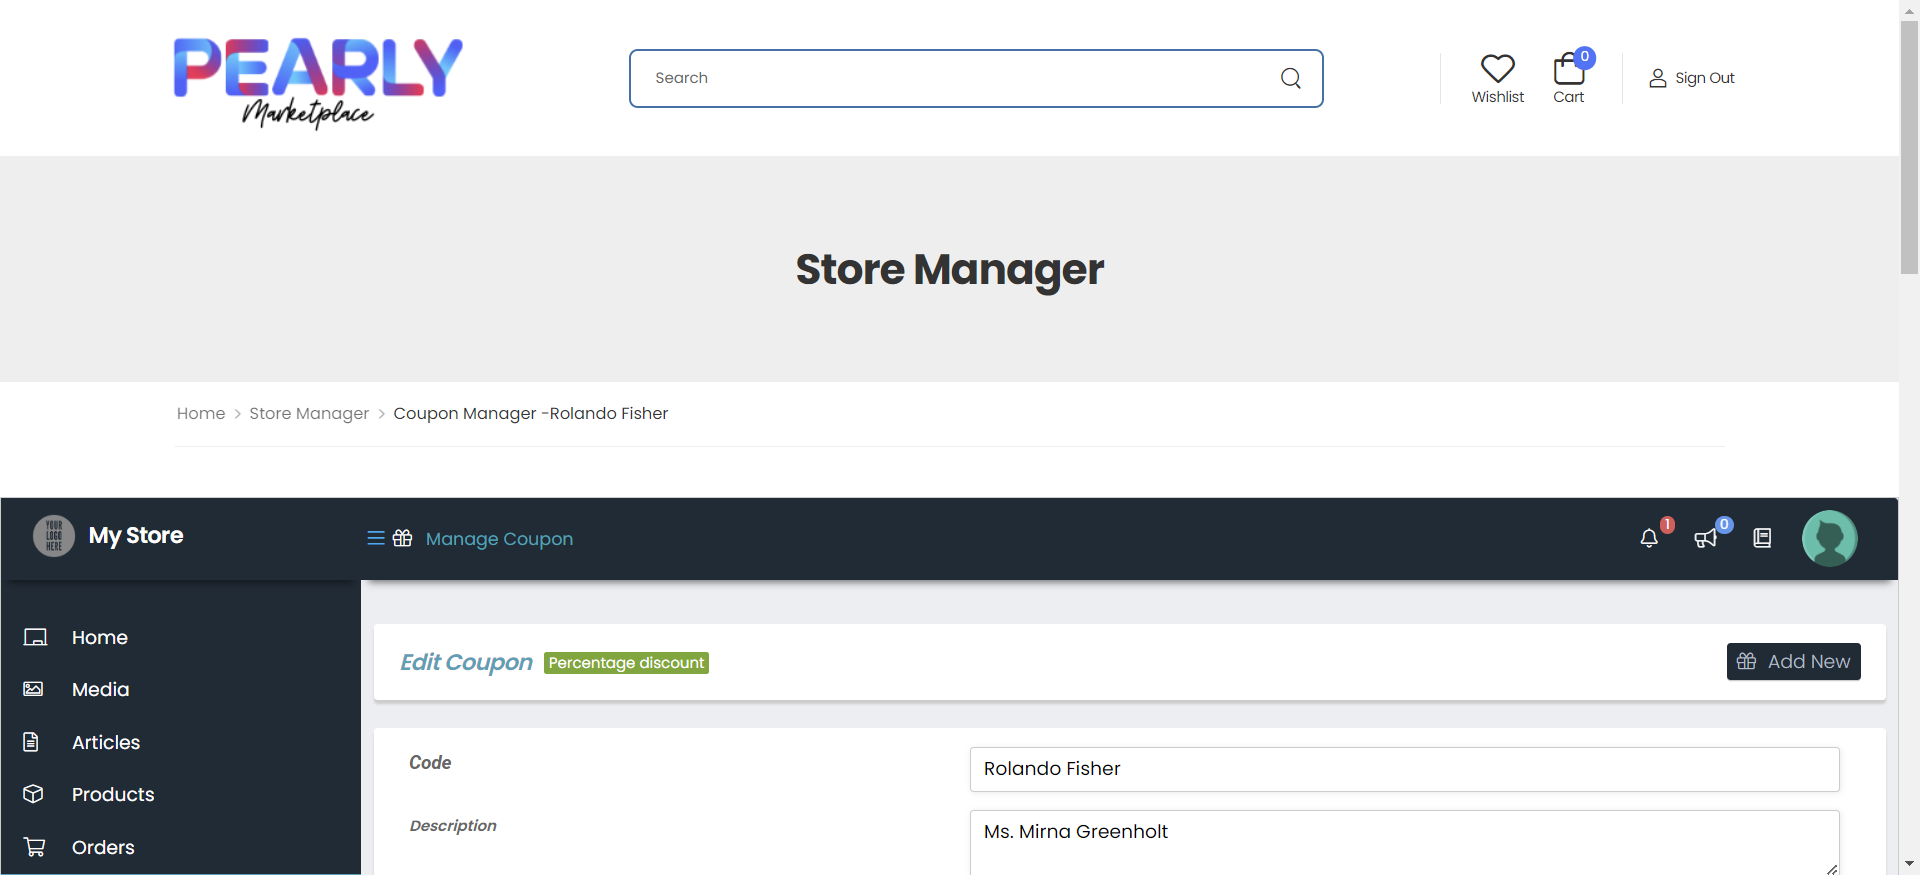 PEARLY
Marketplace
Search
Wishlist
0
Cart
Sign Out
Store Manager
Home > Store Manager > Coupon Manager -Rolando Fisher
YOUR
LOGO
HERE
My Store
Manage Coupon
1
0
Home
Media
Articles
Products
Orders
Edit Coupon Percentage discount
Add New
Code
Rolando Fisher
Description
Ms. Mirna Greenholt